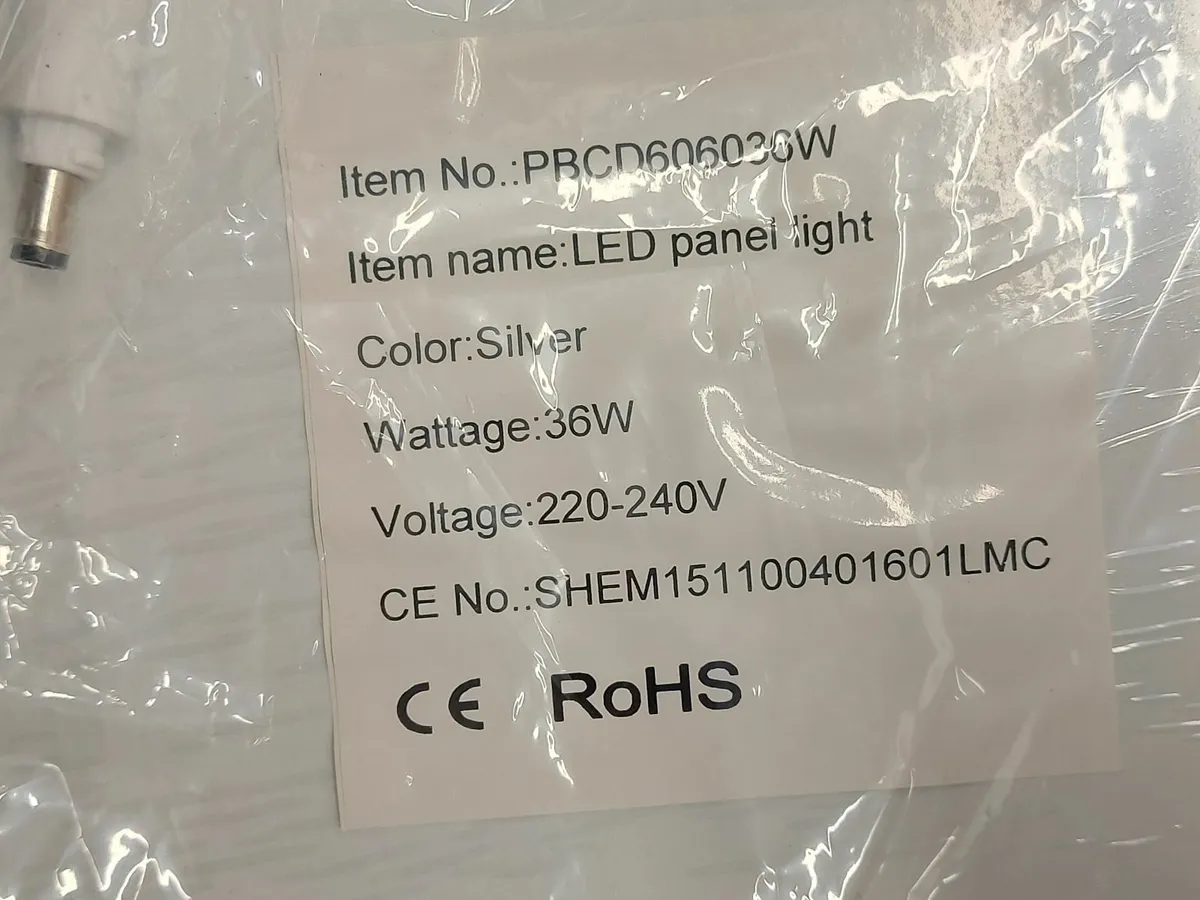 Item No.:PBCD606036W
Item name:LED panel light
Color:Silver
Wattage:36W
Voltage:220-240V
CE No.:SHEM151100401601LMC
CE RoHS